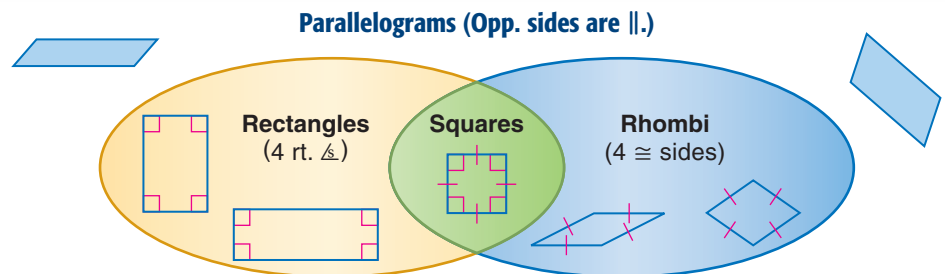 Parallelograms (Opp. sides are ∥.)
Rectangles
(4 rt. ∠s)
Squares
Rhombi
(4 ≅ sides)